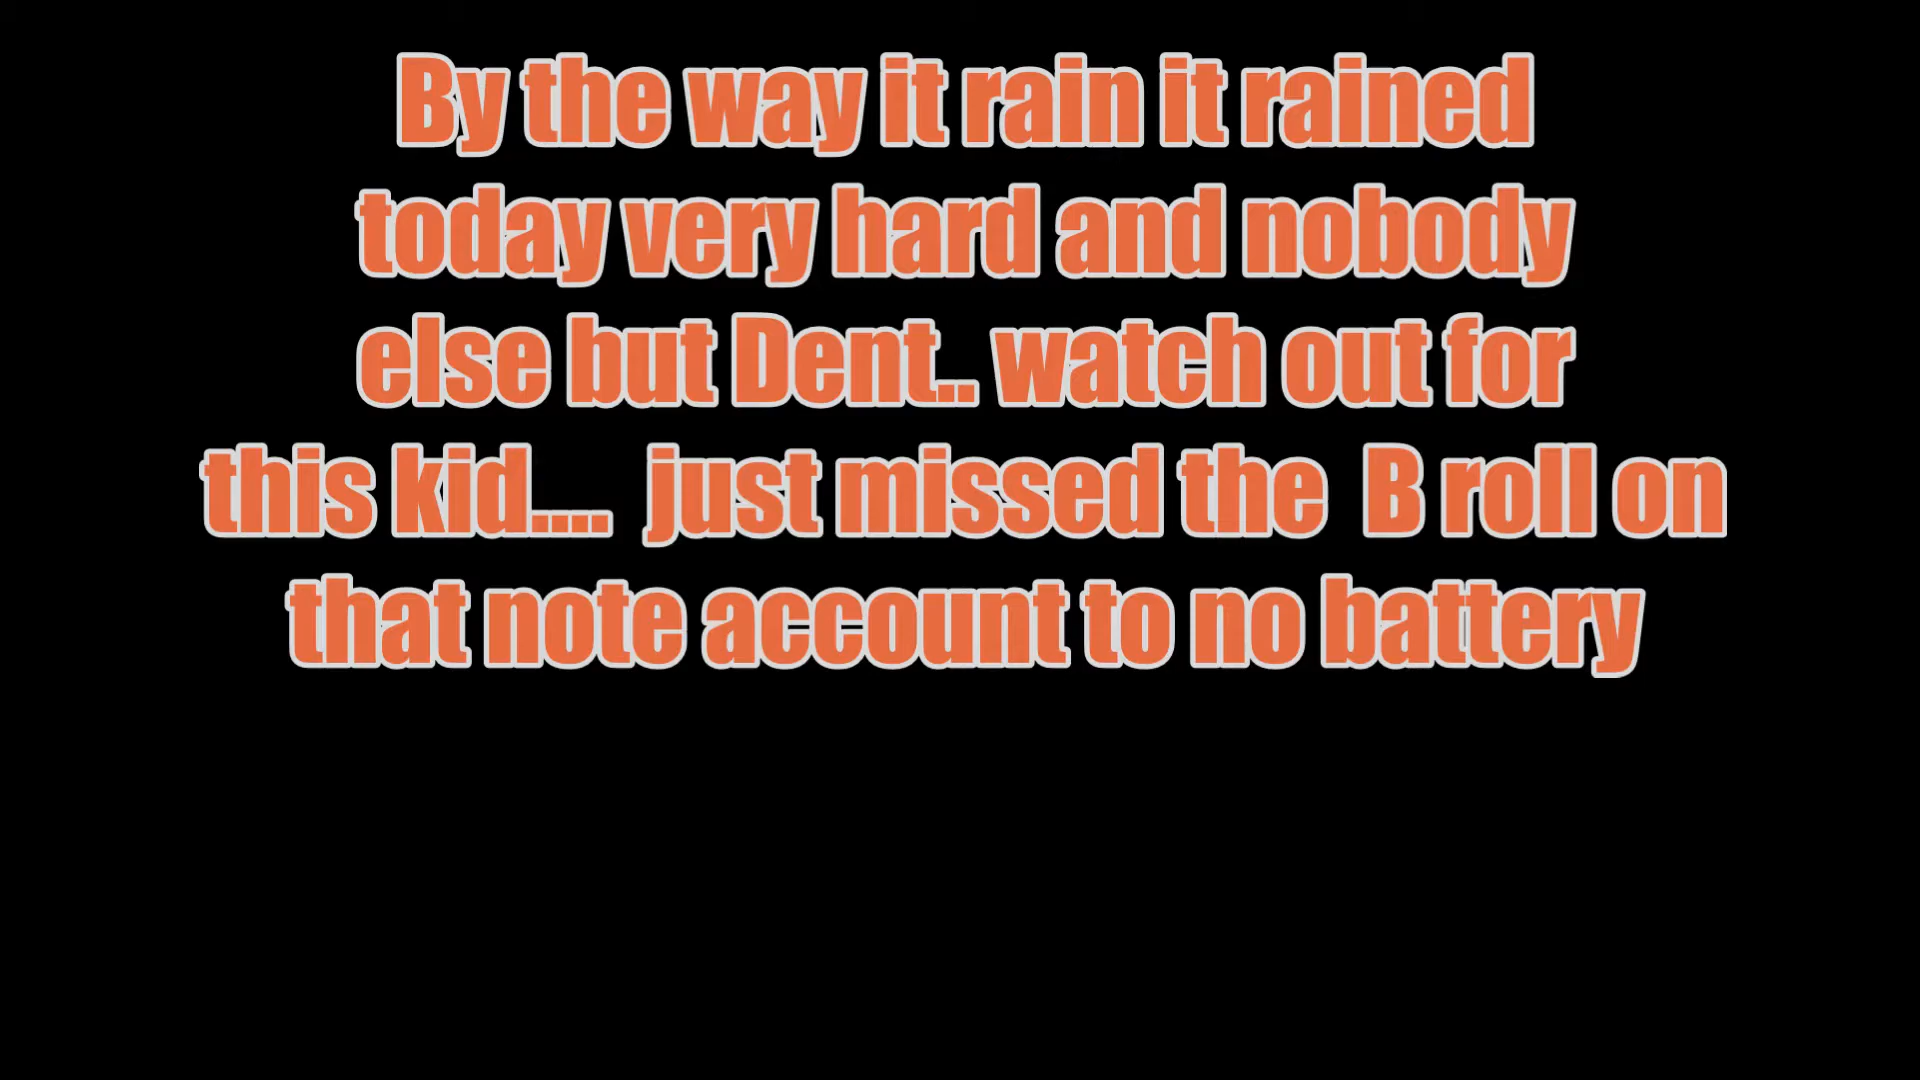 By the way it rain it rained
today very hard and nobody
else but Dent.. watch out for
this kid....  just missed the  B roll on
that note account to no battery